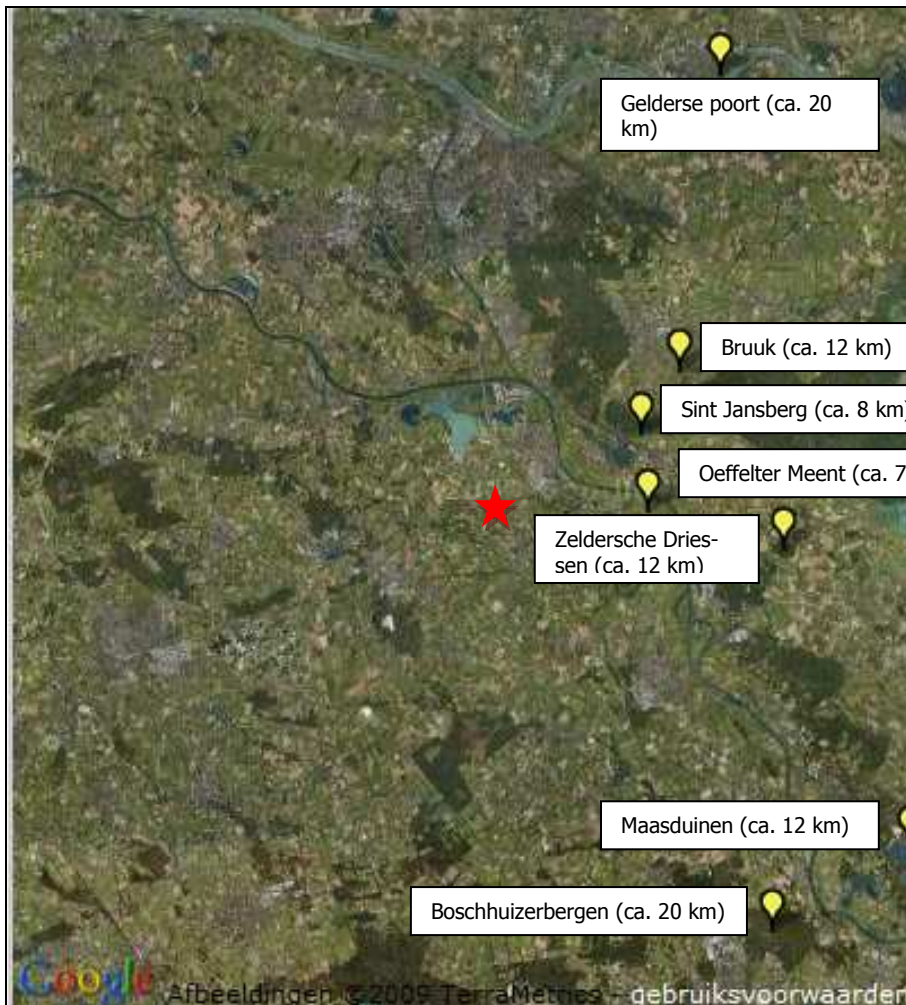 Gelderse poort (ca. 20
km)
Bruuk (ca. 12 km)
Sint Jansberg (ca. 8 km)
Oeffelter Meent (ca. 7
Zeldersche Dries-
sen (ca. 12 km)
Maasduinen (ca. 12 km)
Boschhuizerbergen (ca. 20 km)
Google
Afbeeldingen ©2009 TerraMetrics - gebruiksvoorwaarden